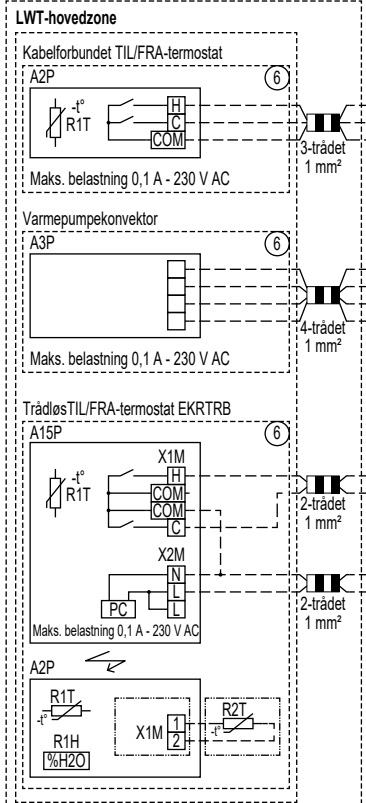 LWT-hovedzone
Kabelforbundet TIL/FRA-termostat
A2P
6
-t°
R1T
H
C
COM
3-trådet
1 mm²
Maks. belastning 0,1 A - 230 V AC
Varmepumpekonvektor
A3P
6
4-trådet
1 mm²
Maks. belastning 0,1 A - 230 V AC
TrådløsTIL/FRA-termostat EKRTRB
A15P
6
X1M
-t°
R1T
H
COM
COM
C
2-trådet
1 mm²
X2M
N
L
L
PC
2-trådet
1 mm²
Maks. belastning 0,1 A - 230 V AC
A2P
R1T
-t°
R1H
%H2O
X1M
1
2
R2T
-t°